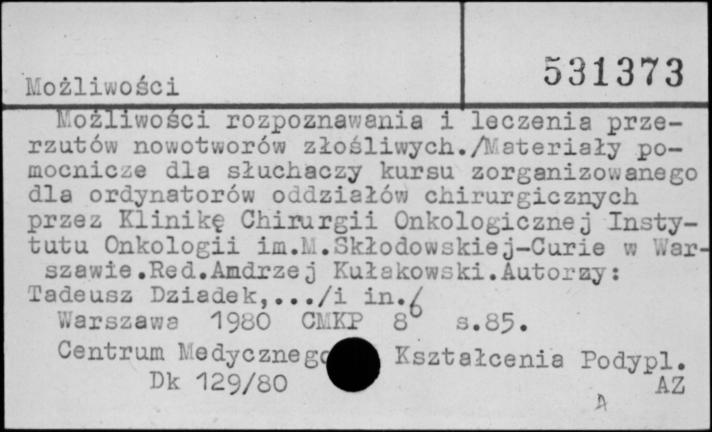 531373
Możliwości
Możliwości rozpoznawania i leczenia prze-
rzutów nowotworów złośliwych./Materiały po-
mocnicze dla słuchaczy kursu zorganizowanego
dla ordynatorów oddziałów chirurgicznych
przez Klinikę Chirurgii Onkologicznej Insty-
tutu Onkologii im.M.Skłodowskiej-Curie w War-
szawie.Red.Andrzej Kułakowski.Autorzy:
Tadeusz Dziadek,.../i in./
Warszawa 1980 CMKP 8° s.85.
Centrum Medycznego Kształcenia Podypl.
Dk 129/80 AZ
A